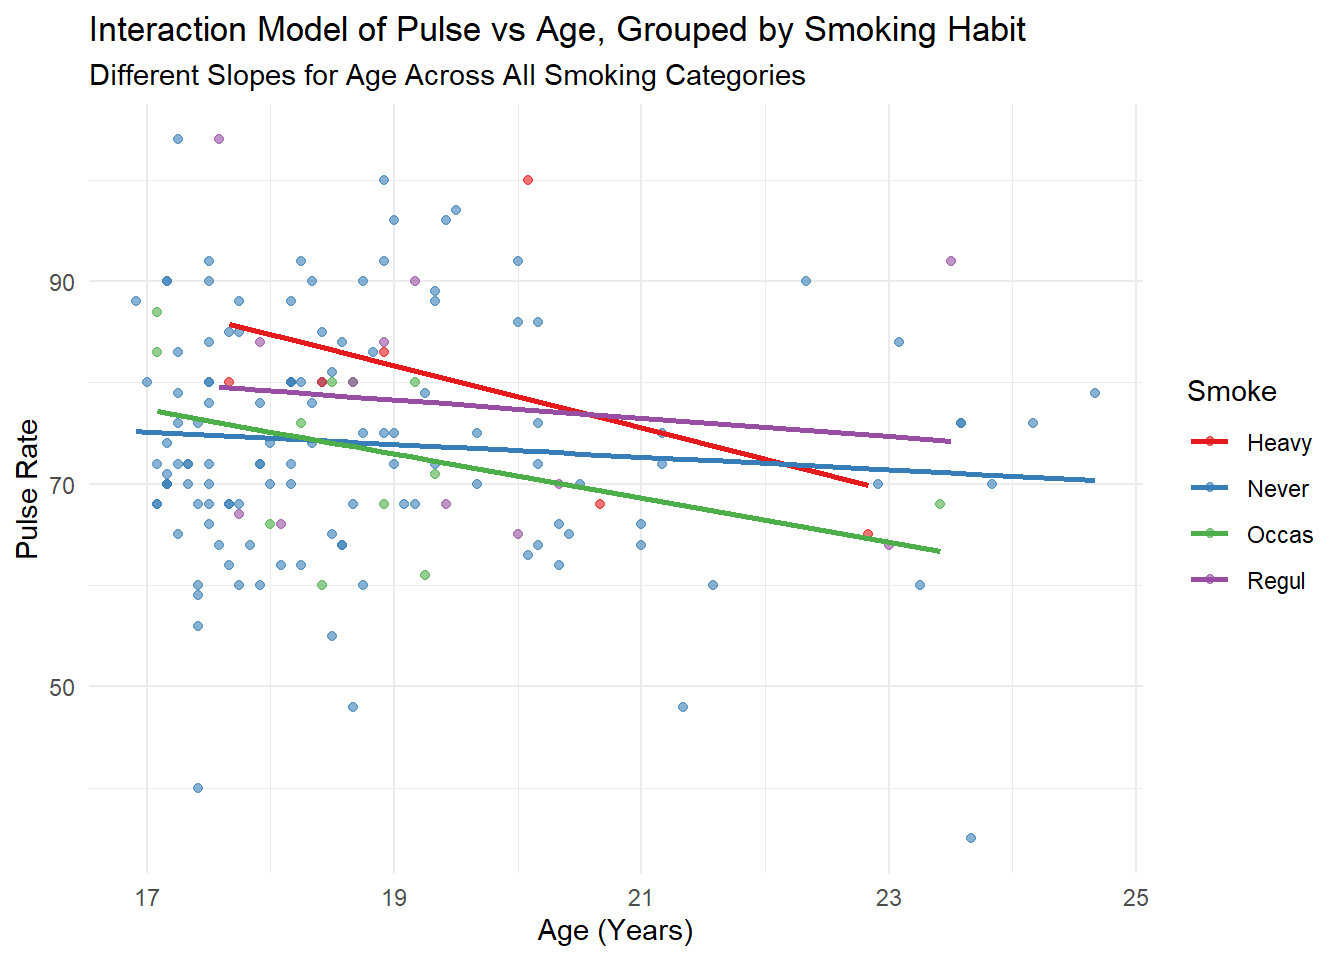 Interaction Model of Pulse vs Age, Grouped by Smoking Habit
Different Slopes for Age Across All Smoking Categories
Pulse Rate
90
70
50
17 19 21 23 25
Age (Years)
Smoke
Heavy
Never
Occas
Regul